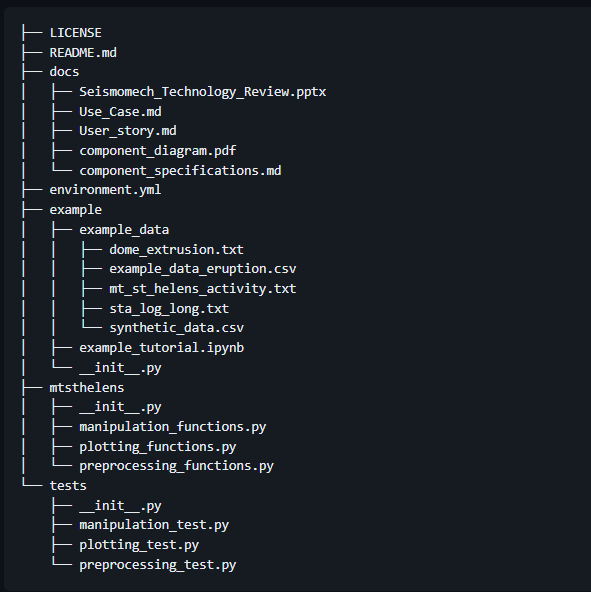 ├── LICENSE
├── README.md
├── docs
│   ├── Seismomech_Technology_Review.pptx
│   ├── Use_Case.md
│   ├── User_story.md
│   ├── component_diagram.pdf
│   └── component_specifications.md
├── environment.yml
├── example
│   ├── example_data
│   │   ├── dome_extrusion.txt
│   │   ├── example_data_eruption.csv
│   │   ├── mt_st_helens_activity.txt
│   │   ├── sta_log_long.txt
│   │   └── synthetic_data.csv
│   ├── example_tutorial.ipynb
│   └── __init__.py
├── mtsthelens
│   ├── __init__.py
│   ├── manipulation_functions.py
│   ├── plotting_functions.py
│   └── preprocessing_functions.py
└── tests
    ├── __init__.py
    ├── manipulation_test.py
    ├── plotting_test.py
    └── preprocessing_test.py